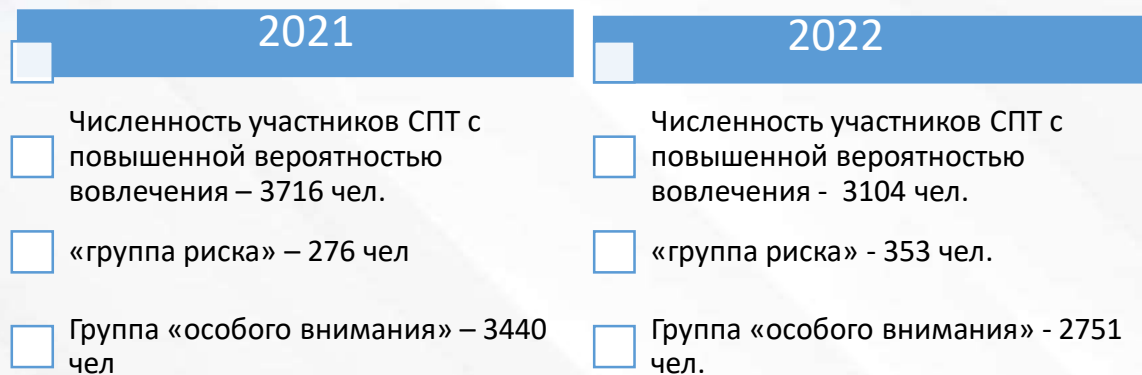 2021
Численность участников СПТ с
повышенной вероятностью
вовлечения – 3716 чел.
«группа риска» – 276 чел
Группа «особого внимания» – 3440
чел
2022
Численность участников СПТ с
повышенной вероятностью
вовлечения - 3104 чел.
«группа риска» - 353 чел.
Группа «особого внимания» - 2751
чел.